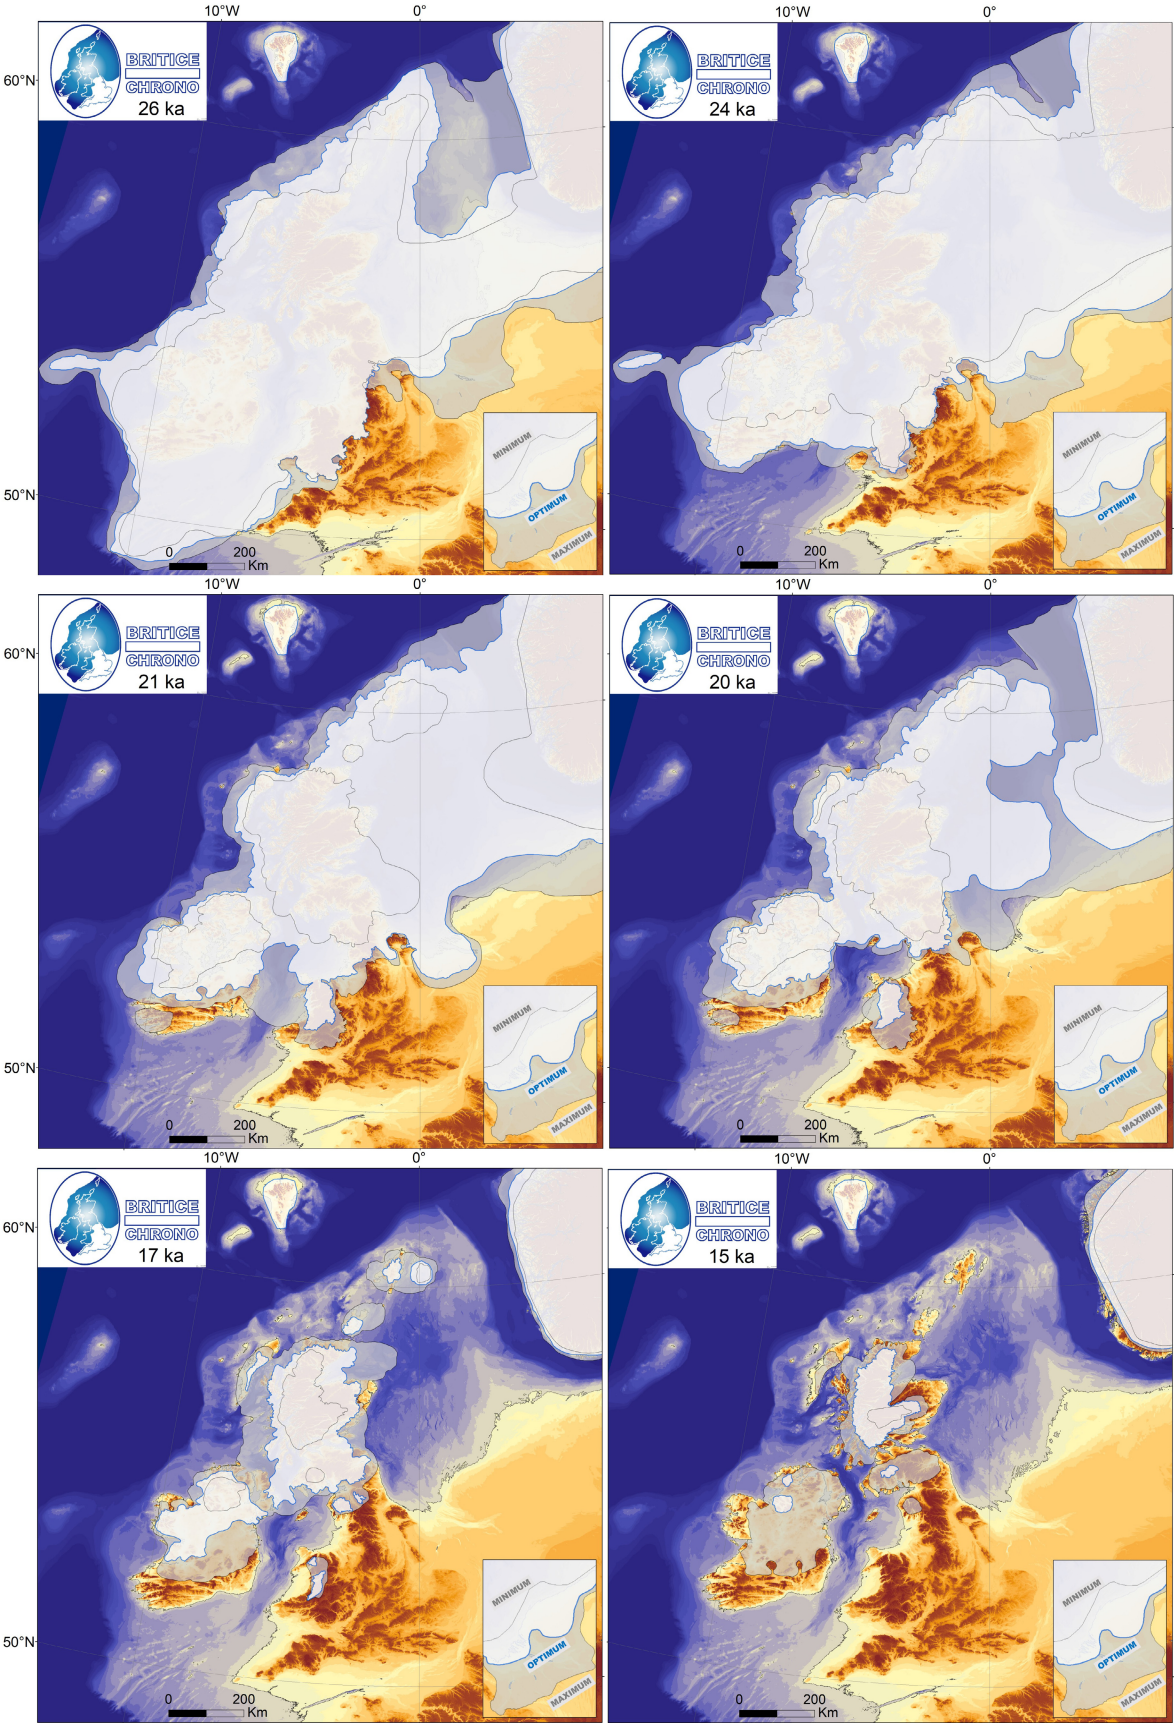 10°W 0° 10°W 0°
BRITICE
CHRONO
26 ka
BRITICE
CHRONO
24 ka
60°N
50°N
MINIMUM
OPTIMUM
MAXIMUM
0 200
Km
MINIMUM
OPTIMUM
MAXIMUM
0 200
Km
10°W 0° 10°W 0°
BRITICE
CHRONO
21 ka
BRITICE
CHRONO
20 ka
60°N
50°N
MINIMUM
OPTIMUM
MAXIMUM
0 200
Km
MINIMUM
OPTIMUM
MAXIMUM
0 200
Km
10°W 0° 10°W 0°
BRITICE
CHRONO
17 ka
BRITICE
CHRONO
15 ka
60°N
50°N
MINIMUM
OPTIMUM
MAXIMUM
0 200
Km
MINIMUM
OPTIMUM
MAXIMUM
0 200
Km